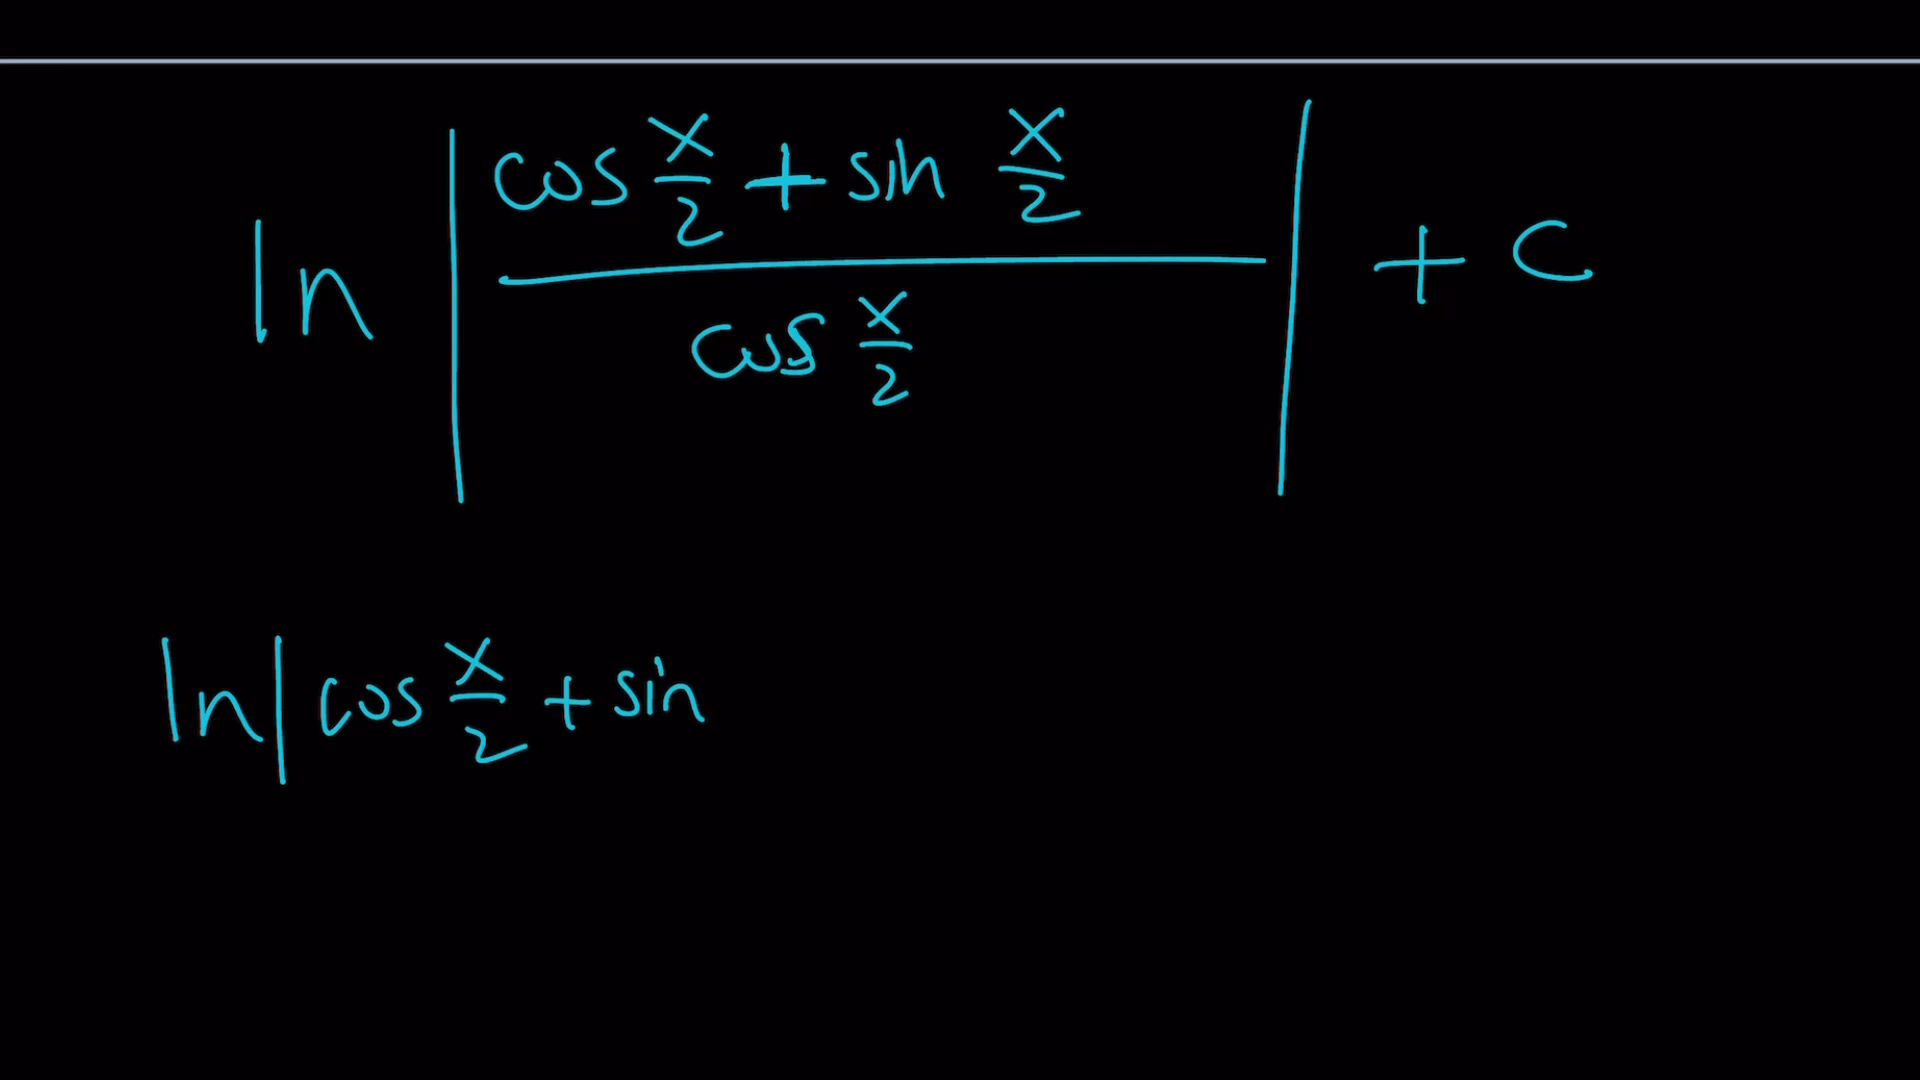 ln | (cos x/2 + sin x/2) / (cos x/2) | + c
ln | cos x/2 + sin